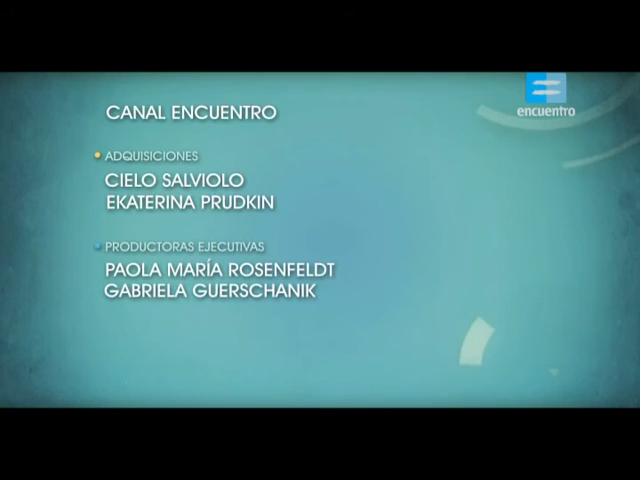 CANAL ENCUENTRO
encuentro
ADQUISICIONES
CIELO SALVIOLO
EKATERINA PRUDKIN
PRODUCTORAS EJECUTIVAS
PAOLA MARÍA ROSENFELDT
GABRIELA GUERSCHANIK